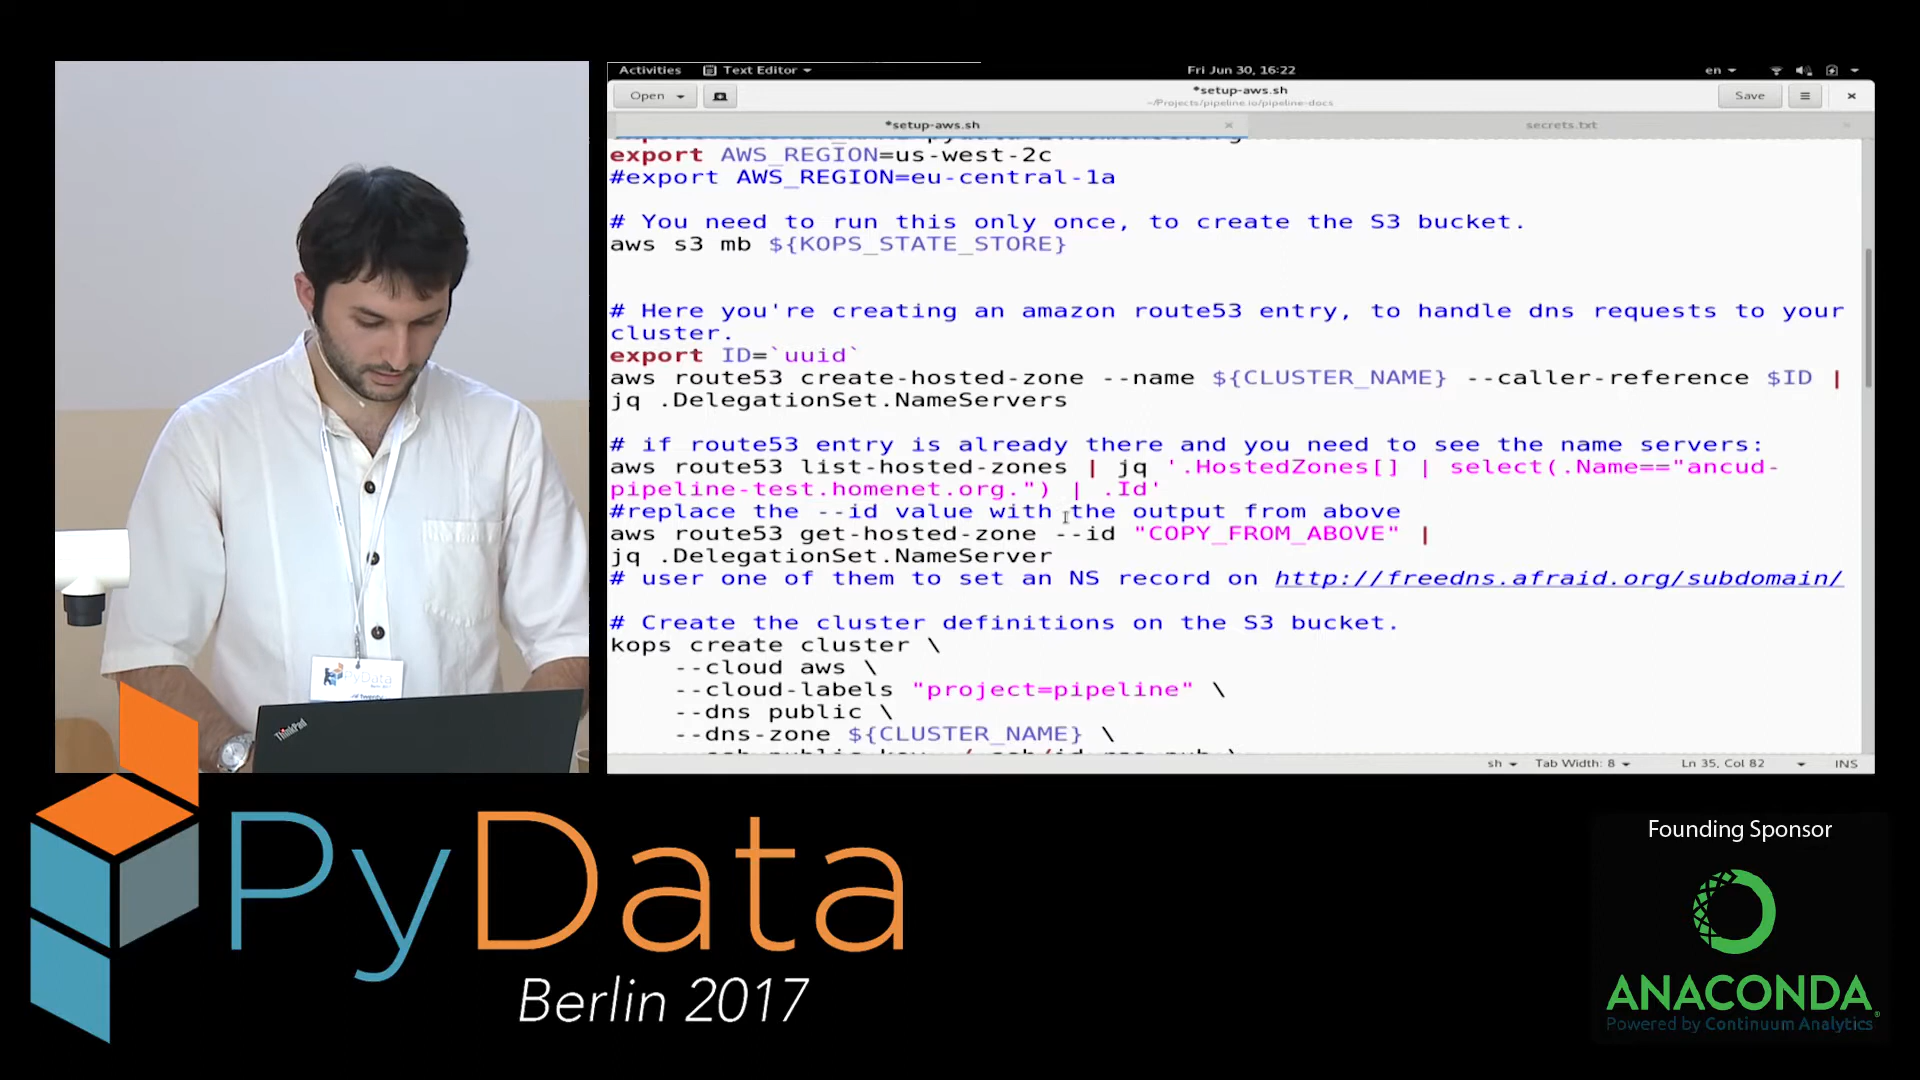 Activities
Text Editor
Fri Jun 30, 16:22
en
Open
*setup-aws.sh
~/Projects/pipeline.io/pipeline-docs
Save
*setup-aws.sh
secrets.txt
export AWS_REGION=us-west-2c
#export AWS_REGION=eu-central-1a
# You need to run this only once, to create the S3 bucket.
aws s3 mb ${KOPS_STATE_STORE}
# Here you're creating an amazon route53 entry, to handle dns requests to your
cluster.
export ID=`uuid`
aws route53 create-hosted-zone --name ${CLUSTER_NAME} --caller-reference $ID |
jq .DelegationSet.NameServers
# if route53 entry is already there and you need to see the name servers:
aws route53 list-hosted-zones | jq '.HostedZones[] | select(.Name=="ancud-
pipeline-test.homenet.org.") | .Id'
#replace the --id value with the output from above
aws route53 get-hosted-zone --id "COPY_FROM_ABOVE" |
jq .DelegationSet.NameServer
# user one of them to set an NS record on http://freedns.afraid.org/subdomain/
# Create the cluster definitions on the S3 bucket.
kops create cluster \
--cloud aws \
--cloud-labels "project=pipeline" \
--dns public \
--dns-zone ${CLUSTER_NAME} \
sh
Tab Width: 8
Ln 35, Col 82
INS
PyData
ThinkPad
PyData
Berlin 2017
Founding Sponsor
ANACONDA
Powered by Continuum Analytics